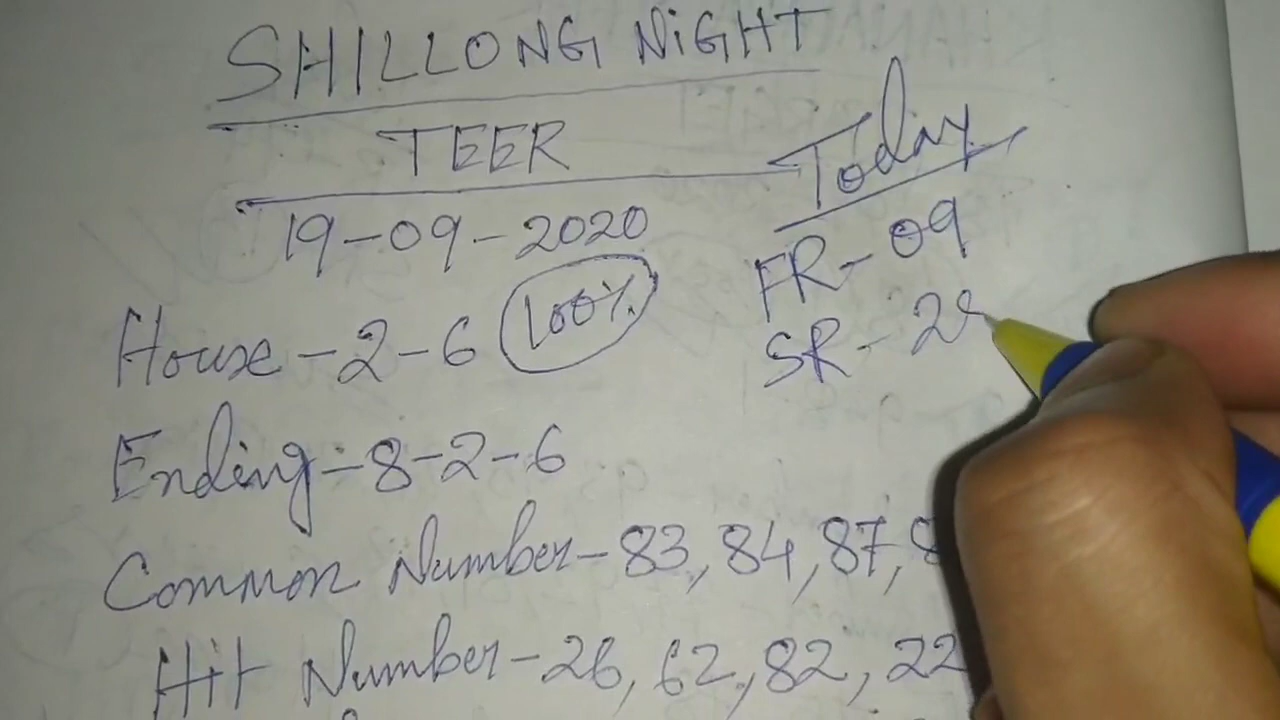 SHILLONG NiGHT
TEER
19-09-2020
House-2-6 100%
Ending-8-2-6
Common Number-83, 84, 87, 8
Hit Number-26, 62, 82, 22
Today
FR-09
SR-2